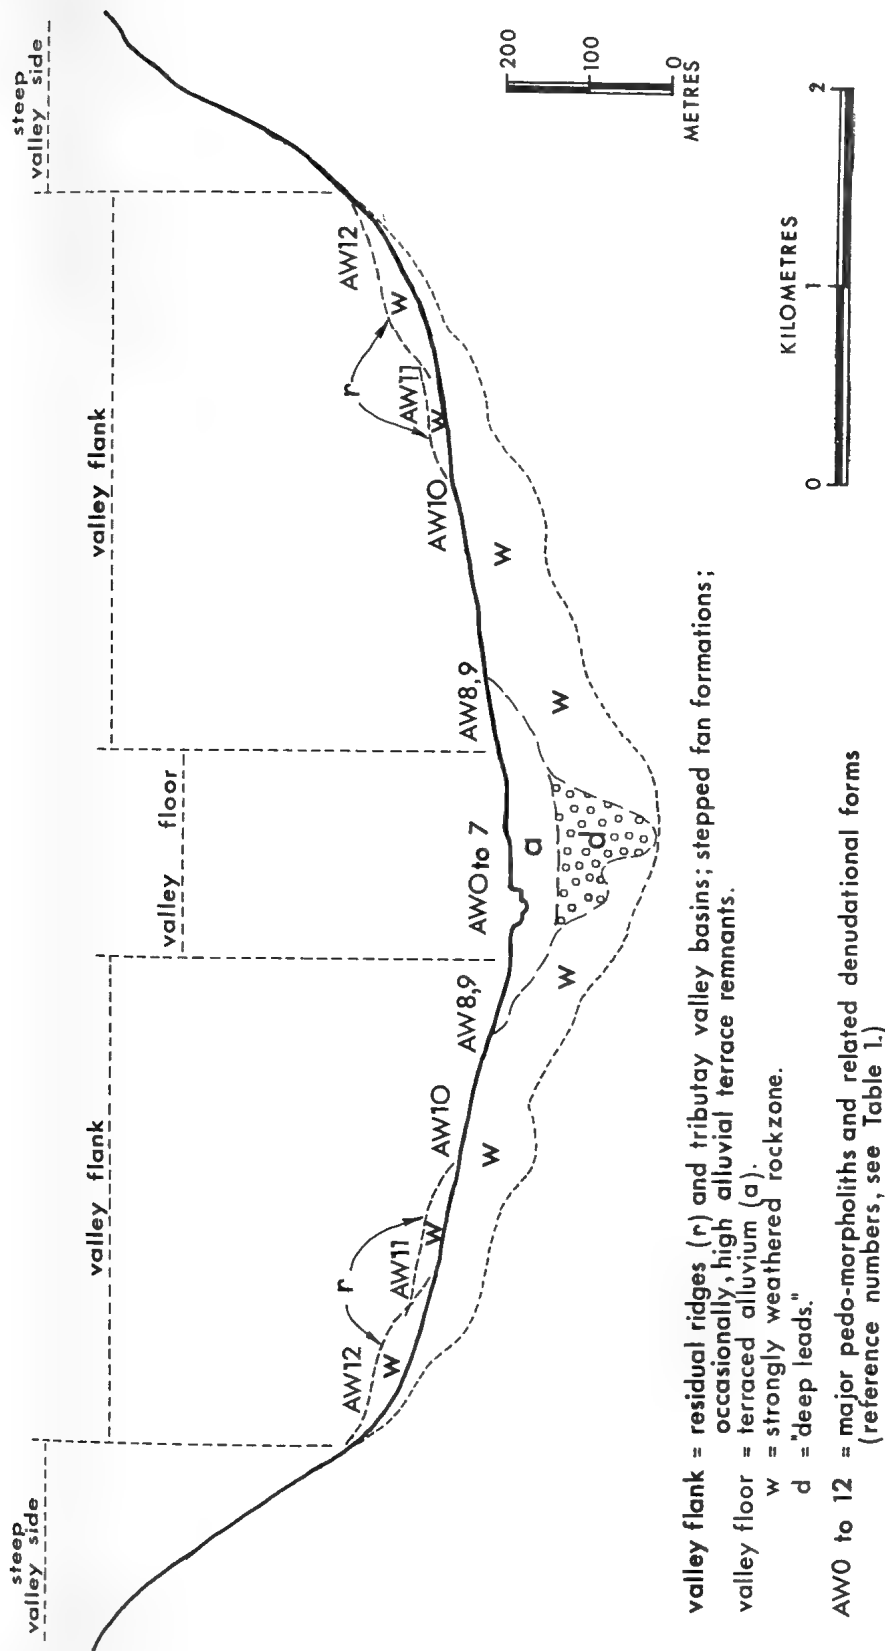 steep
valley side
valley flank
valley floor
valley flank
steep
valley side
AW12
r
AW11
AW10
AW8,9
AW0 to 7
AW8,9
AW10
AW11
r
AW12
w
w
w
w
a
d
w
w
w
w
200
100
0
METRES
KILOMETRES
0
1
2
valley flank = residual ridges (r) and tributay valley basins; stepped fan formations;
occasionally, high alluvial terrace remnants.
valley floor = terraced alluvium (a).
w = strongly weathered rockzone.
d = "deep leads."
AW0 to 12 = major pedo-morpholiths and related denudational forms
(reference numbers, see Table 1.)